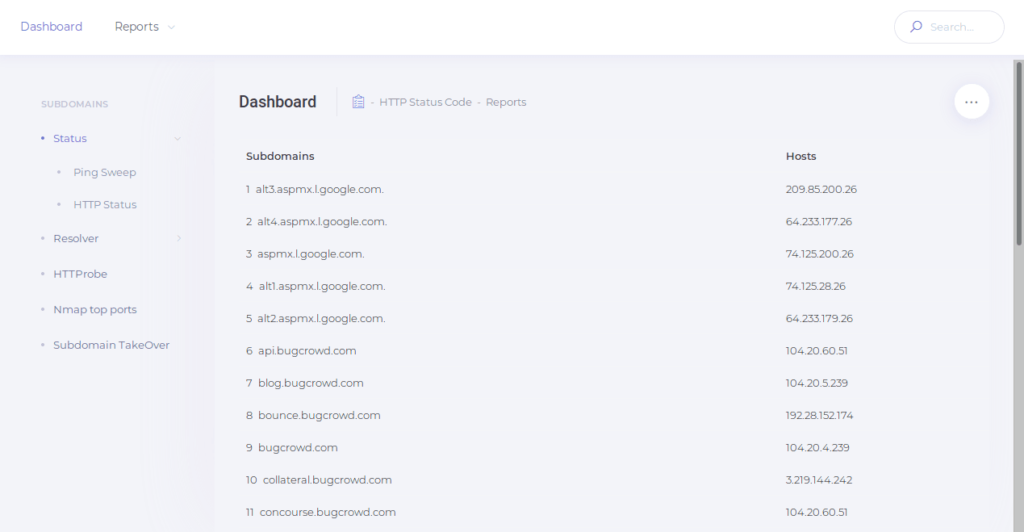 Dashboard Reports Search...
SUBDOMAINS
Status
Ping Sweep
HTTP Status
Resolver
HTTProbe
Nmap top ports
Subdomain TakeOver
Dashboard - HTTP Status Code - Reports ...
Subdomains Hosts
1 alt3.aspmx.l.google.com. 209.85.200.26
2 alt4.aspmx.l.google.com. 64.233.177.26
3 aspmx.l.google.com. 74.125.200.26
4 alt1.aspmx.l.google.com. 74.125.28.26
5 alt2.aspmx.l.google.com. 64.233.179.26
6 api.bugcrowd.com 104.20.60.51
7 blog.bugcrowd.com 104.20.5.239
8 bounce.bugcrowd.com 192.28.152.174
9 bugcrowd.com 104.20.4.239
10 collateral.bugcrowd.com 3.219.144.242
11 concourse.bugcrowd.com 104.20.60.51